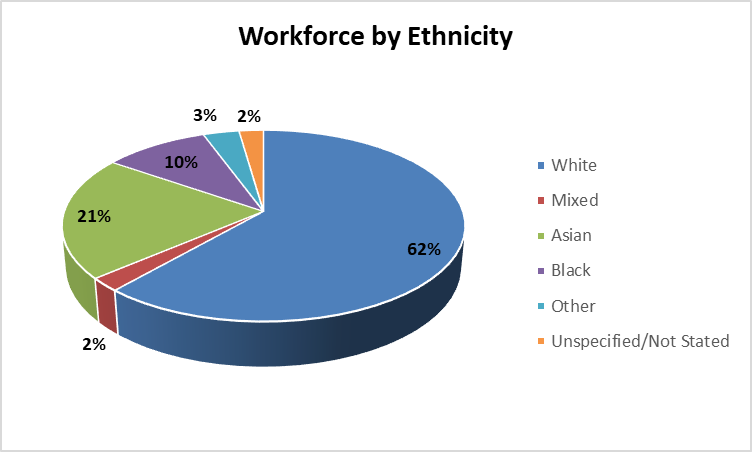 Workforce by Ethnicity
3% 2%
10%
21%
62%
2%
White
Mixed
Asian
Black
Other
Unspecified/Not Stated